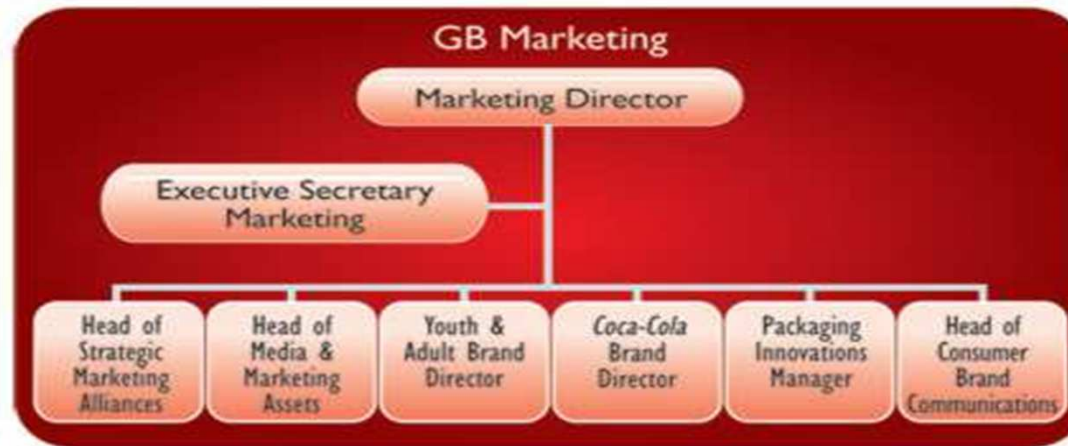 GB Marketing
Marketing Director
Executive Secretary
Marketing
Head of
Strategic
Marketing
Alliances
Head of
Media &
Marketing
Assets
Youth &
Adult Brand
Director
Coca-Cola
Brand
Director
Packaging
Innovations
Manager
Head of
Consumer
Brand
Communications